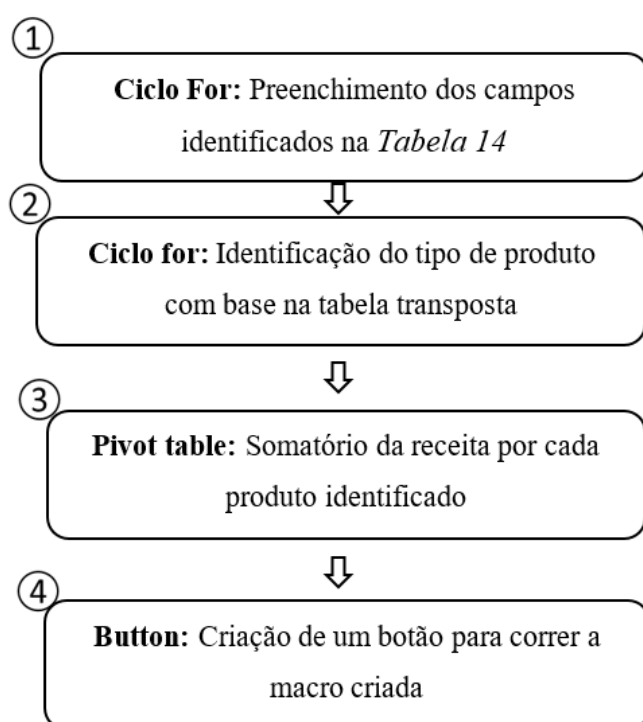 ①
Ciclo For: Preenchimento dos campos
identificados na Tabela 14
②
Ciclo for: Identificação do tipo de produto
com base na tabela transposta
③
Pivot table: Somatório da receita por cada
produto identificado
④
Button: Criação de um botão para correr a
macro criada